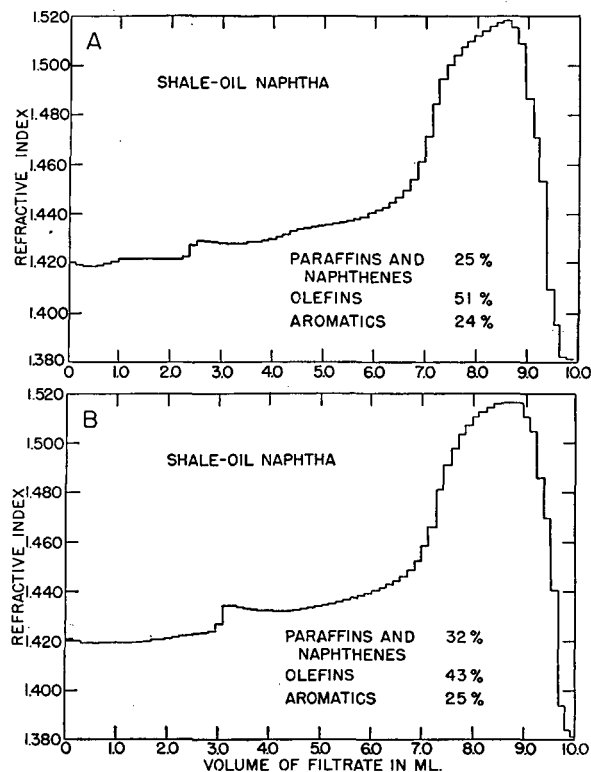 A
SHALE-OIL NAPHTHA
REFRACTIVE INDEX
1.520
1.500
1.480
1.460
1.440
1.420
1.400
1.380
PARAFFINS AND NAPHTHENES 25%
OLEFINS 51%
AROMATICS 24%
0 1.0 2.0 3.0 4.0 5.0 6.0 7.0 8.0 9.0 10.0
B
SHALE-OIL NAPHTHA
REFRACTIVE INDEX
1.520
1.500
1.480
1.460
1.440
1.420
1.400
1.380
PARAFFINS AND NAPHTHENES 32%
OLEFINS 43%
AROMATICS 25%
0 1.0 2.0 3.0 4.0 5.0 6.0 7.0 8.0 9.0 10.0
VOLUME OF FILTRATE IN ML.